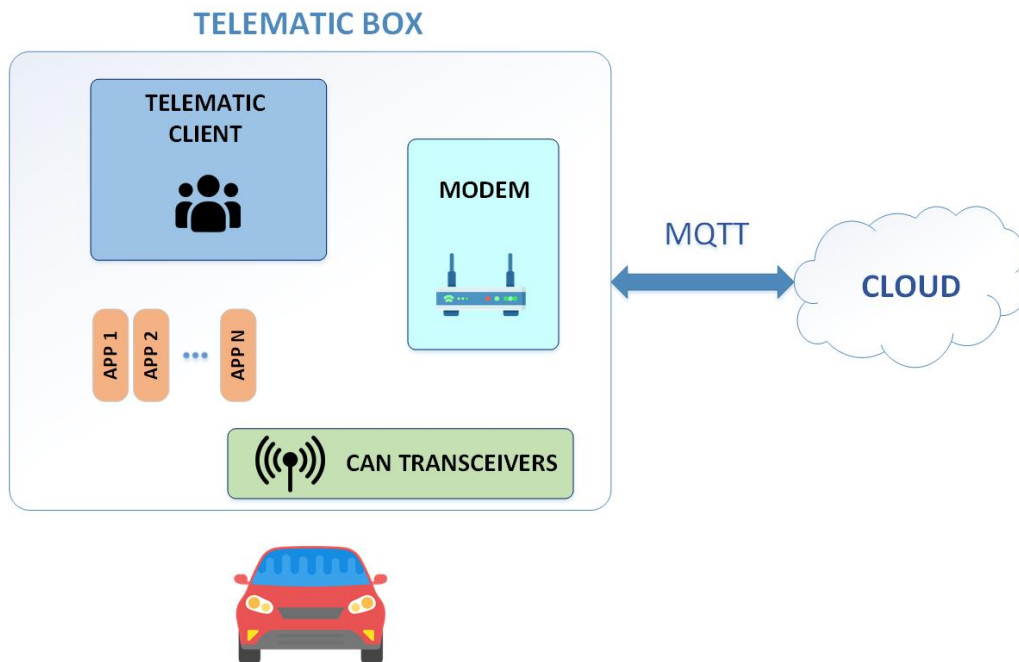 TELEMATIC BOX
TELEMATIC
CLIENT
MODEM
MQTT
CLOUD
APP 1
APP 2
APP N
CAN TRANSCEIVERS